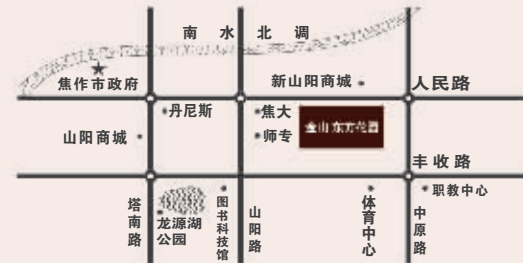 南水北调
焦作市政府
新山阳商城
人民路
丹尼斯
焦大
金山 东方花园
山阳商城
师专
丰收路
塔南路
龙源湖
公园
图书科技馆
山阳路
体育中心
中原路
职教中心